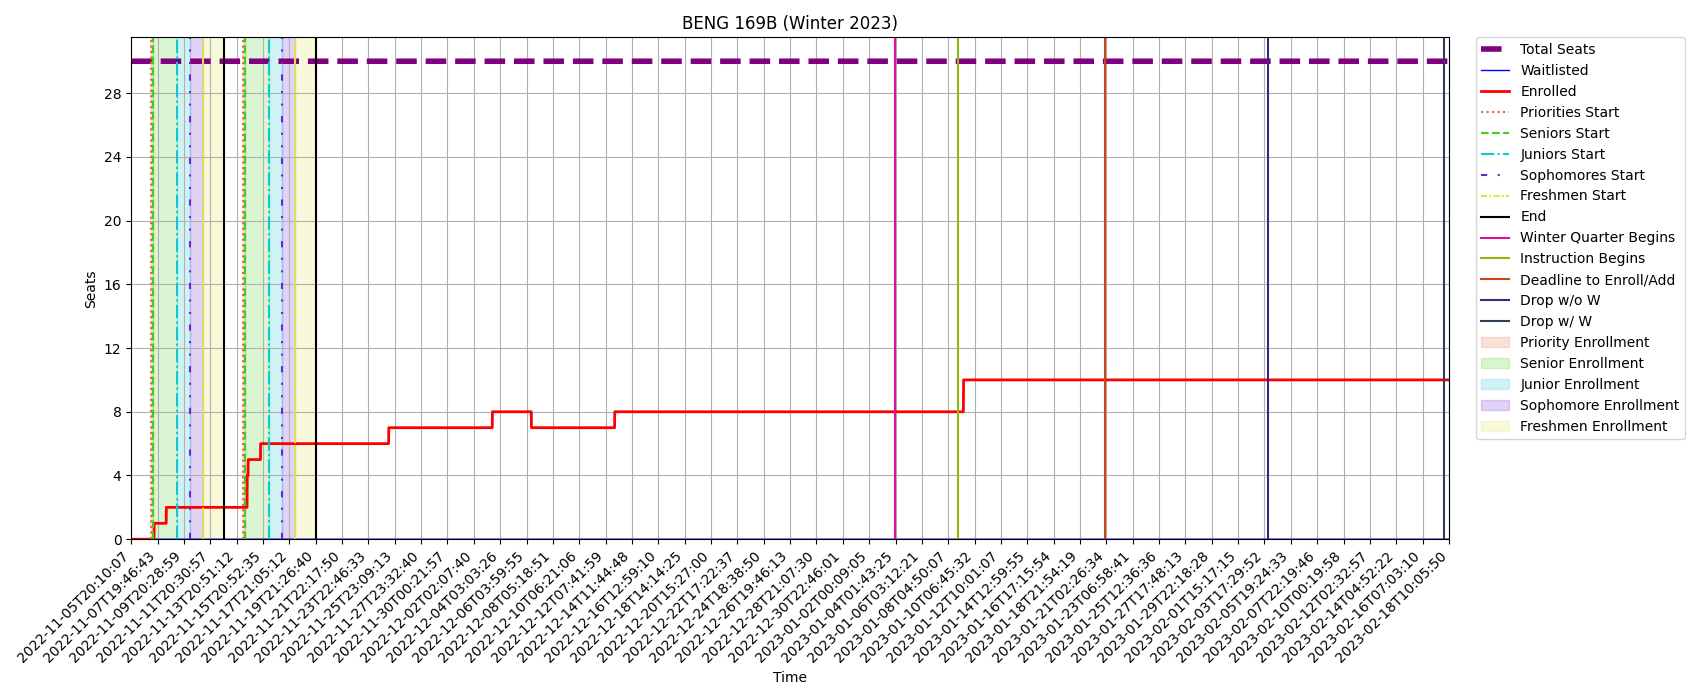 BENG 169B (Winter 2023)
Seats
28
24
20
16
12
8
4
0
2022-11-05T20:10:07
2022-11-07T19:46:43
2022-11-09T20:28:59
2022-11-11T20:30:57
2022-11-13T20:51:12
2022-11-15T20:52:35
2022-11-17T21:05:12
2022-11-19T21:26:40
2022-11-21T22:17:50
2022-11-23T22:46:33
2022-11-25T23:09:13
2022-11-27T23:32:40
2022-11-30T00:21:57
2022-12-02T02:07:40
2022-12-04T03:03:26
2022-12-06T03:59:55
2022-12-08T05:18:51
2022-12-10T06:21:06
2022-12-12T07:41:59
2022-12-14T11:44:48
2022-12-16T12:59:10
2022-12-18T14:14:25
2022-12-20T15:27:00
2022-12-22T17:22:37
2022-12-24T18:38:50
2022-12-26T19:46:13
2022-12-28T21:07:30
2022-12-30T22:46:01
2023-01-02T00:09:05
2023-01-04T01:43:25
2023-01-06T03:12:21
2023-01-08T04:50:07
2023-01-10T06:45:32
2023-01-12T10:01:07
2023-01-14T12:59:55
2023-01-16T17:15:54
2023-01-18T21:54:19
2023-01-21T02:26:34
2023-01-23T06:58:41
2023-01-25T12:36:36
2023-01-27T17:48:13
2023-01-29T22:18:28
2023-02-01T15:17:15
2023-02-03T17:29:52
2023-02-05T19:24:33
2023-02-07T22:19:46
2023-02-10T00:19:58
2023-02-12T02:32:57
2023-02-14T04:52:22
2023-02-16T07:03:10
2023-02-18T10:05:50
Time
Total Seats
Waitlisted
Enrolled
Priorities Start
Seniors Start
Juniors Start
Sophomores Start
Freshmen Start
End
Winter Quarter Begins
Instruction Begins
Deadline to Enroll/Add
Drop w/o W
Drop w/ W
Priority Enrollment
Senior Enrollment
Junior Enrollment
Sophomore Enrollment
Freshmen Enrollment